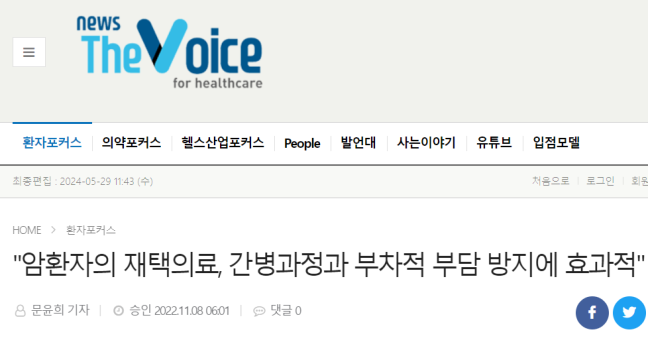 news
TheVoice
for healthcare
환자포커스 의약포커스 헬스산업포커스 People 발언대 사는이야기 유튜브 입점모델
최종편집 : 2024-05-29 11:43 (수) 처음으로 로그인 회원
HOME > 환자포커스
"암환자의 재택의료, 간병과정과 부차적 부담 방지에 효과적"
문윤희 기자 승인 2022.11.08 06:01 댓글 0